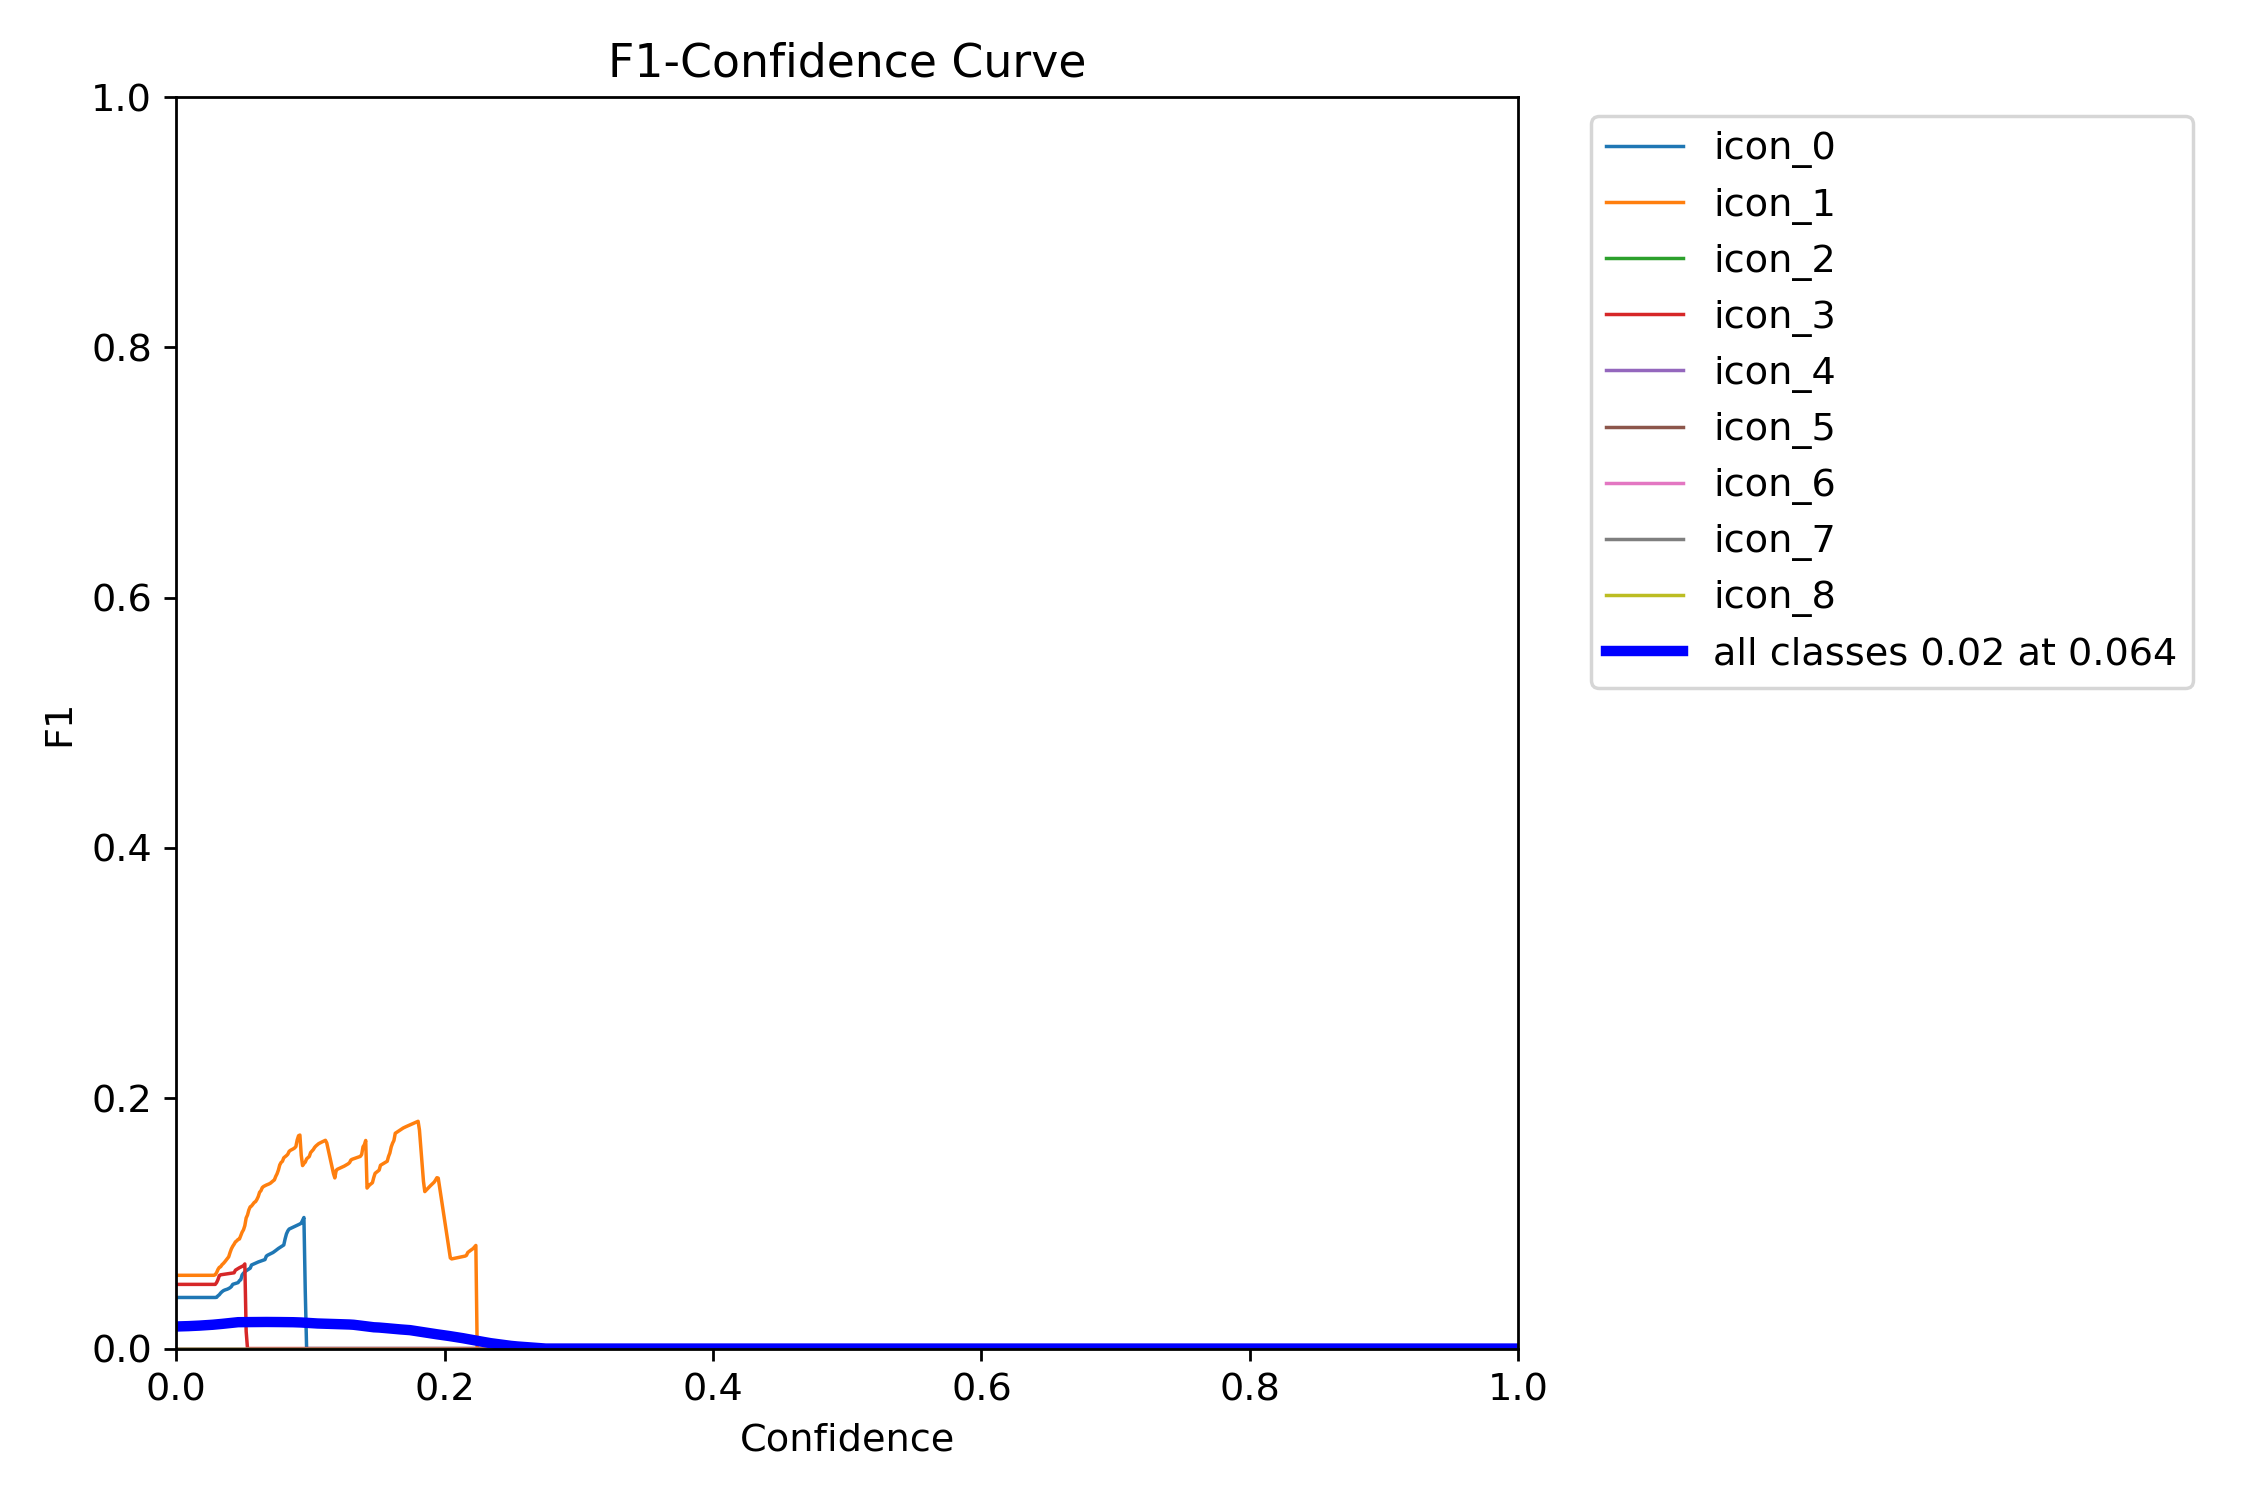 F1-Confidence Curve
1.0
0.8
0.6
0.4
0.2
0.0
F1
0.0 0.2 0.4 0.6 0.8 1.0
Confidence
icon_0
icon_1
icon_2
icon_3
icon_4
icon_5
icon_6
icon_7
icon_8
all classes 0.02 at 0.064